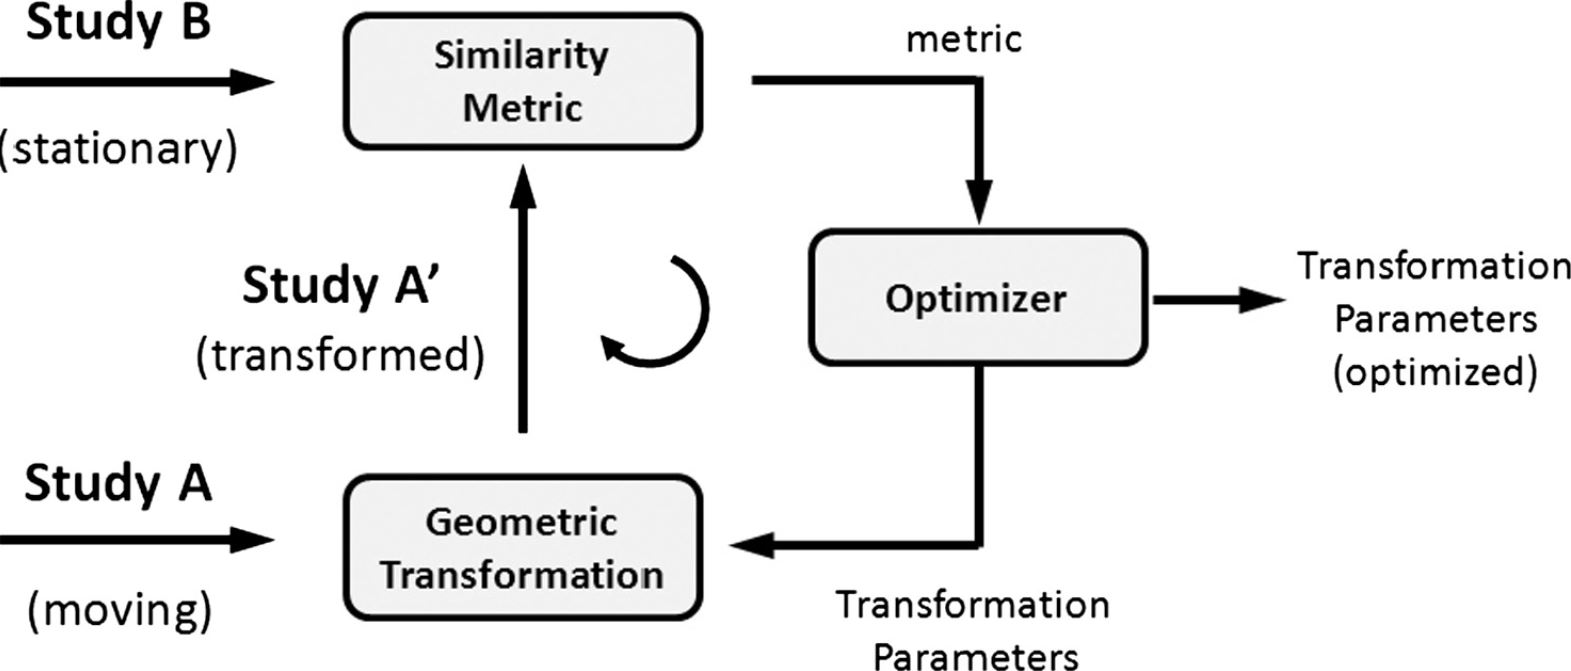 Study B
(stationary)
Similarity
Metric
metric
Study A’
(transformed)
Optimizer
Transformation
Parameters
(optimized)
Study A
(moving)
Geometric
Transformation
Transformation
Parameters